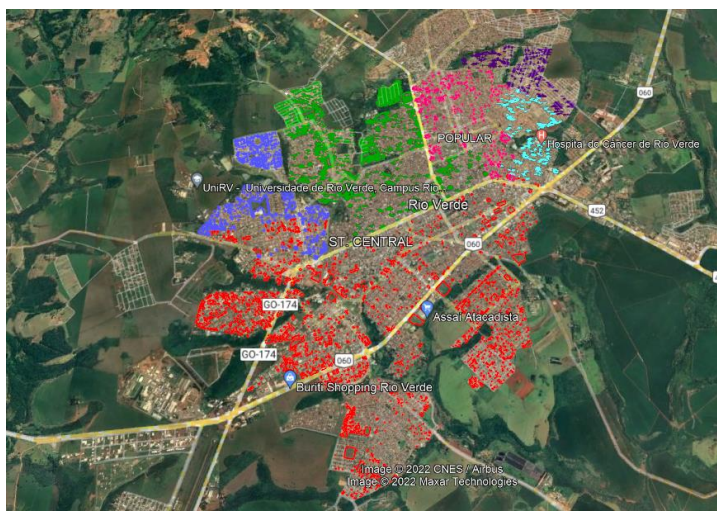 060
POPULAR
Hospital do Câncer de Rio Verde
UniRV - Universidade de Rio Verde, Campus Rio...
Rio Verde
452
ST. CENTRAL
060
GO-174
Assaí Atacadista
GO-174
060
Buriti Shopping Rio Verde
Image © 2022 CNES / Airbus
Image © 2022 Maxar Technologies